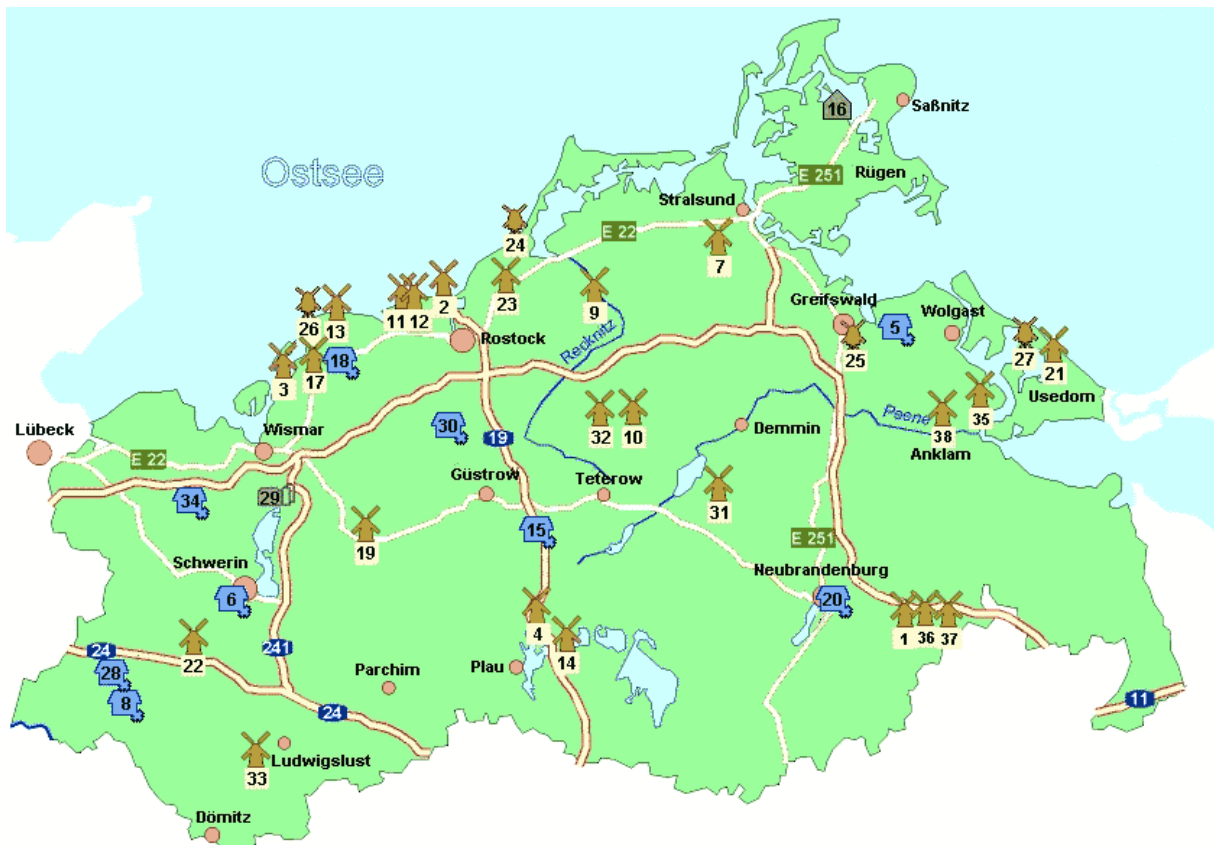 16
Saßnitz
Ostsee
E 251
Rügen
Stralsund
24
E 22
7
2
23
9
11
12
26
13
Greifswald
5
Wolgast
Rostock
Recknitz
25
27
21
3
17
18
Usedom
35
32
10
38
Peene
Demmin
Anklam
30
19
Lübeck
Wismar
E 22
Güstrow
Teterow
31
34
29
19
15
E 251
Schwerin
6
Neubrandenburg
20
1
36
37
4
14
22
24
241
28
8
Parchim
Plau
24
11
33
Ludwigslust
Dömitz